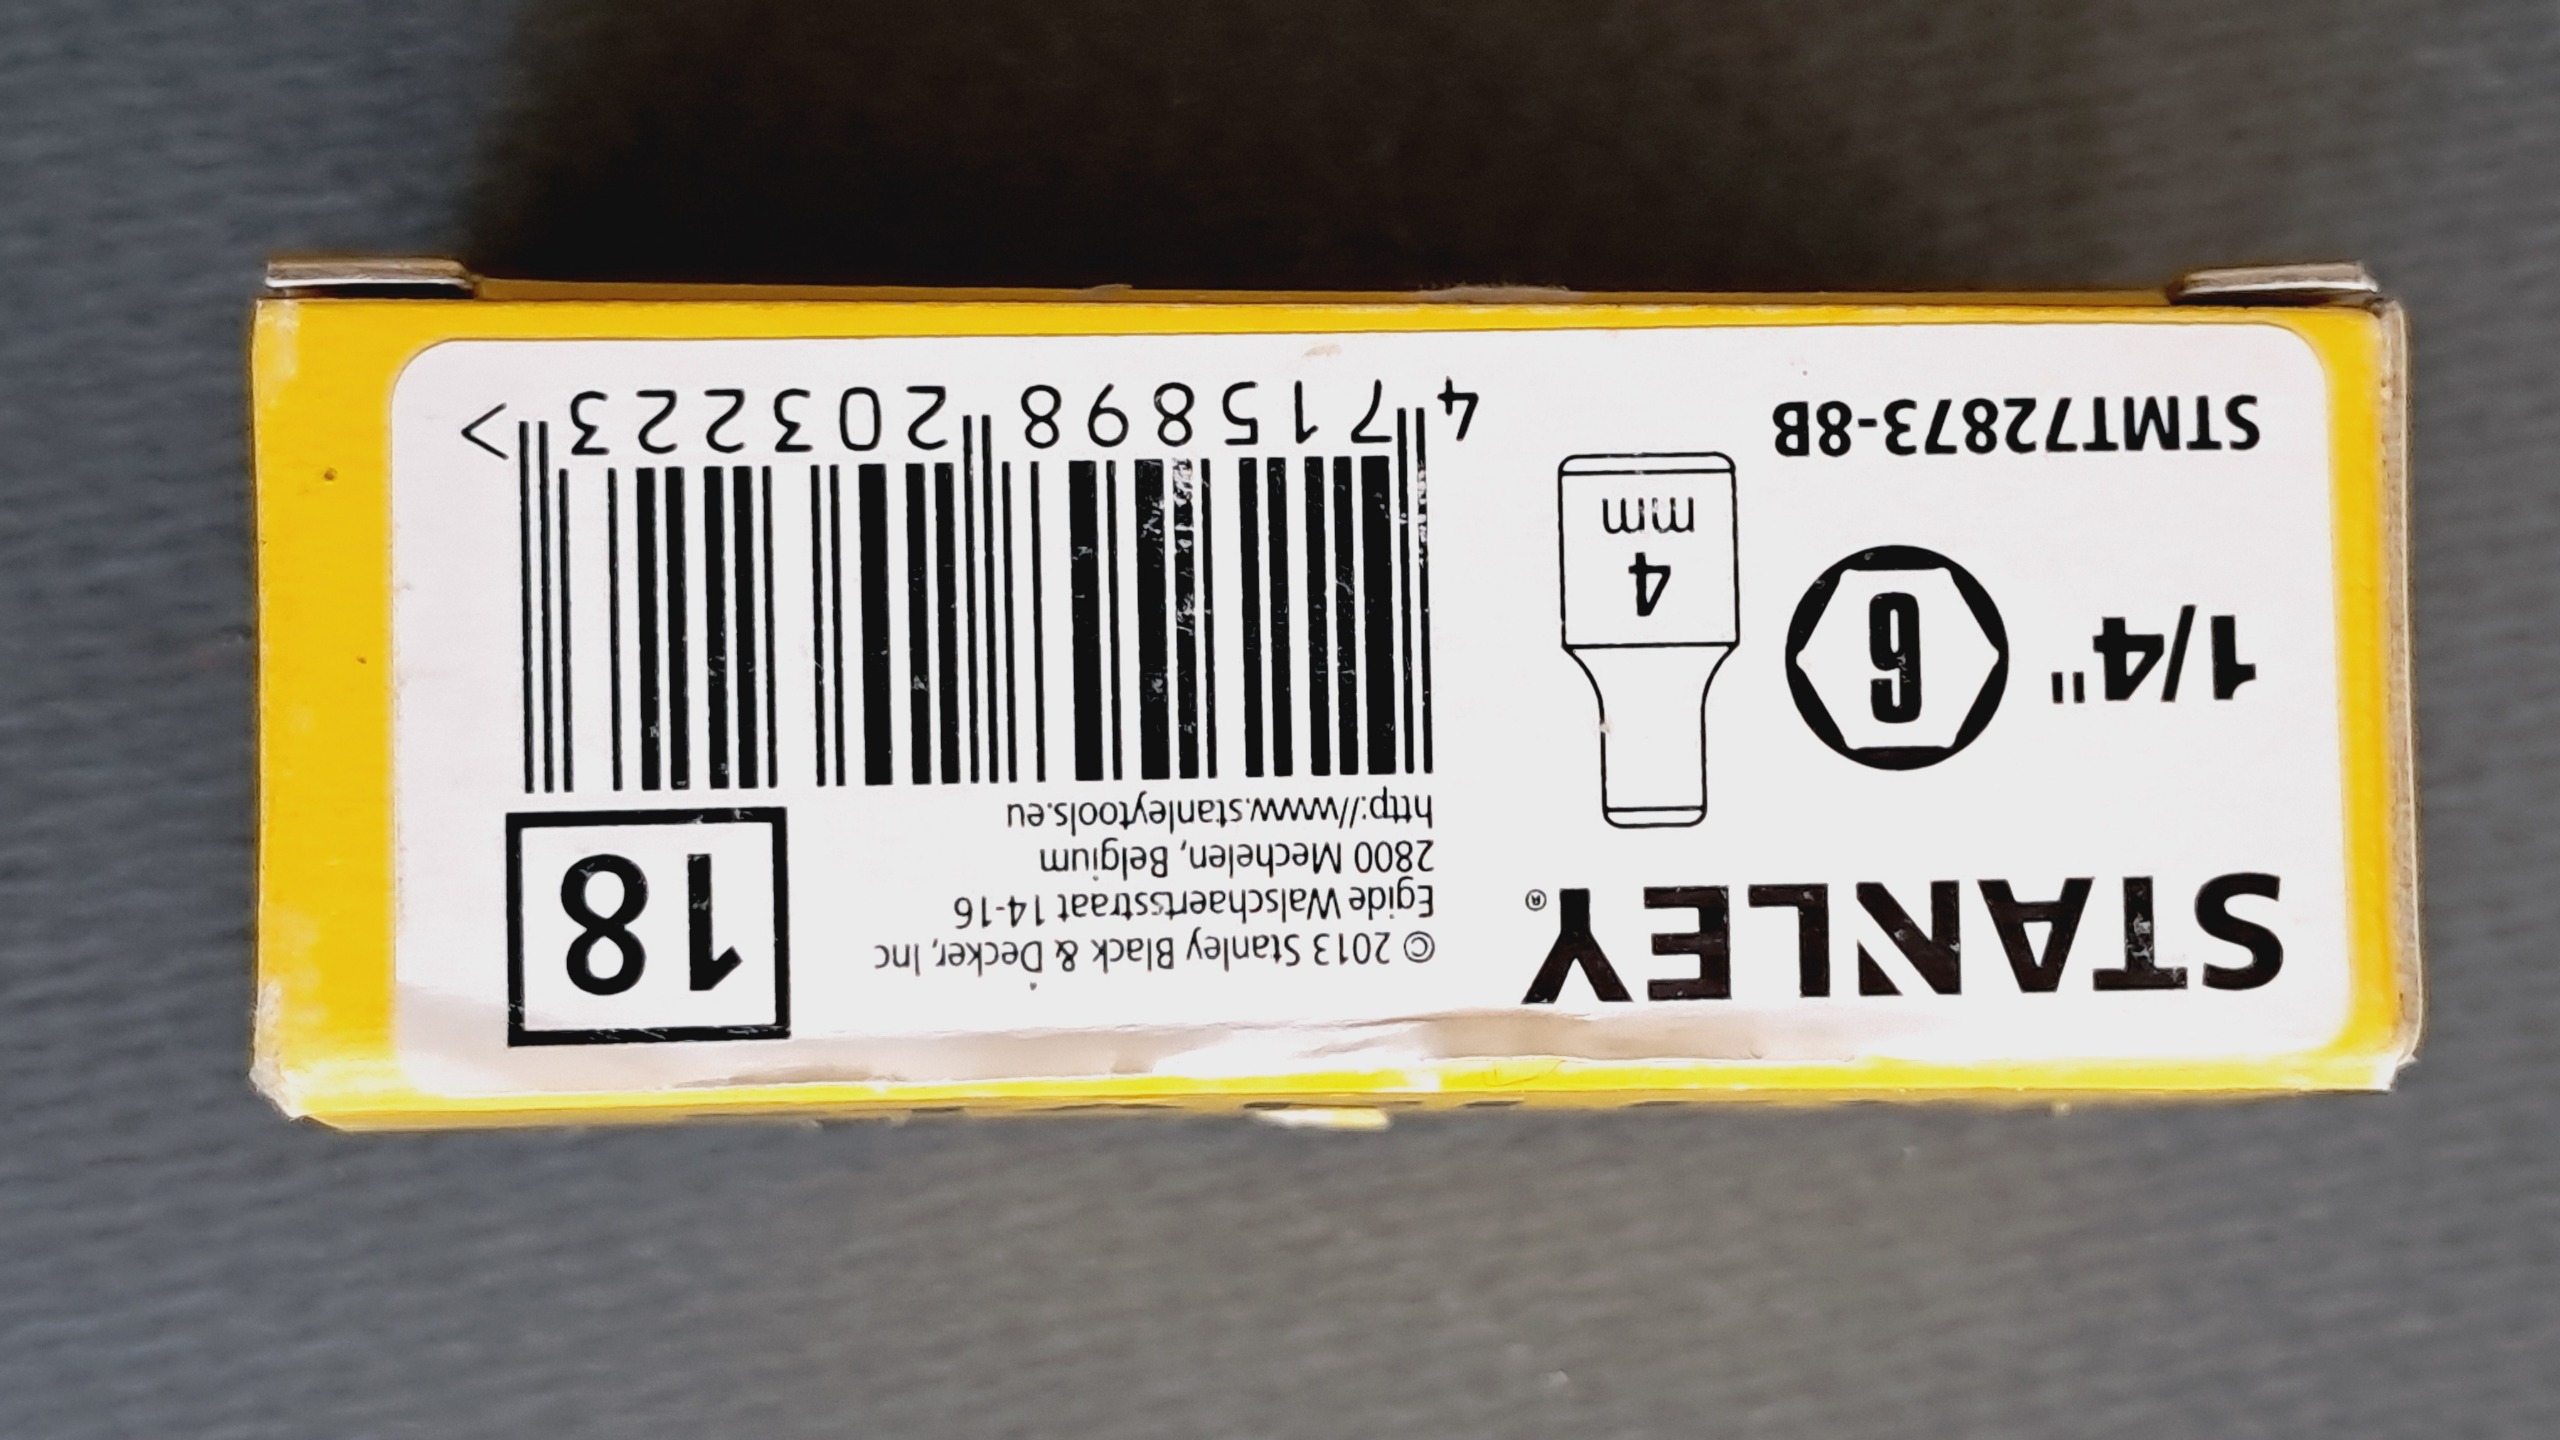 STANLEY®
1/4"
6
4
mm
STMT72873-8B
© 2013 Stanley Black & Decker, Inc
Egide Walschaertsstraat 14-16
2800 Mechelen, Belgium
http://www.stanleytools.eu
18
4 715898 203223 >